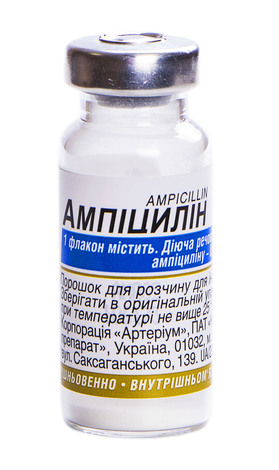 AMPICILLIN
АМПІЦИЛІН
1 флакон містить. Діюча
ампіциліну -
Порошок для розчину для
Зберігати в оригінальній
при температурі не вище 25
Корпорація «Артеріум», ПАТ «
препарат», Україна, 01032, м.
вул. Саксаганського, 139. UA/
ВНУТРІШНЬОМ